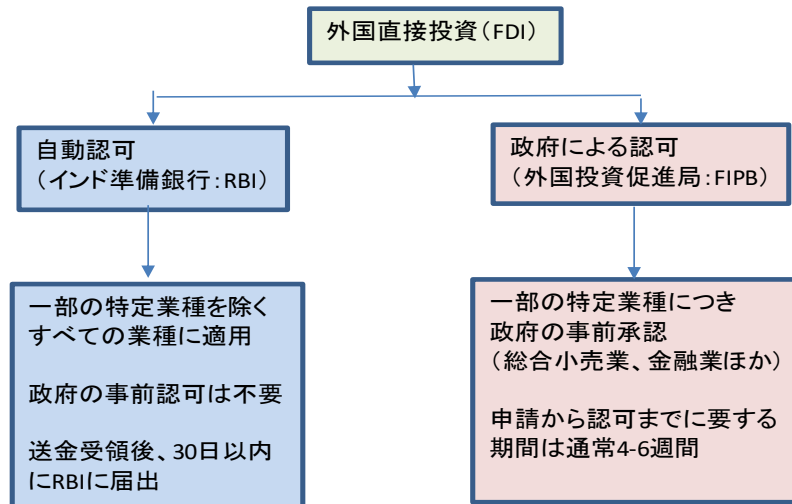 外国直接投資(FDI)
自動認可
(インド準備銀行:RBI)
政府による認可
(外国投資促進局:FIPB)
一部の特定業種を除く
すべての業種に適用
政府の事前認可は不要
送金受領後、30日以内
にRBIに届出
一部の特定業種につき
政府の事前承認
(総合小売業、金融業ほか)
申請から認可までに要する
期間は通常4-6週間